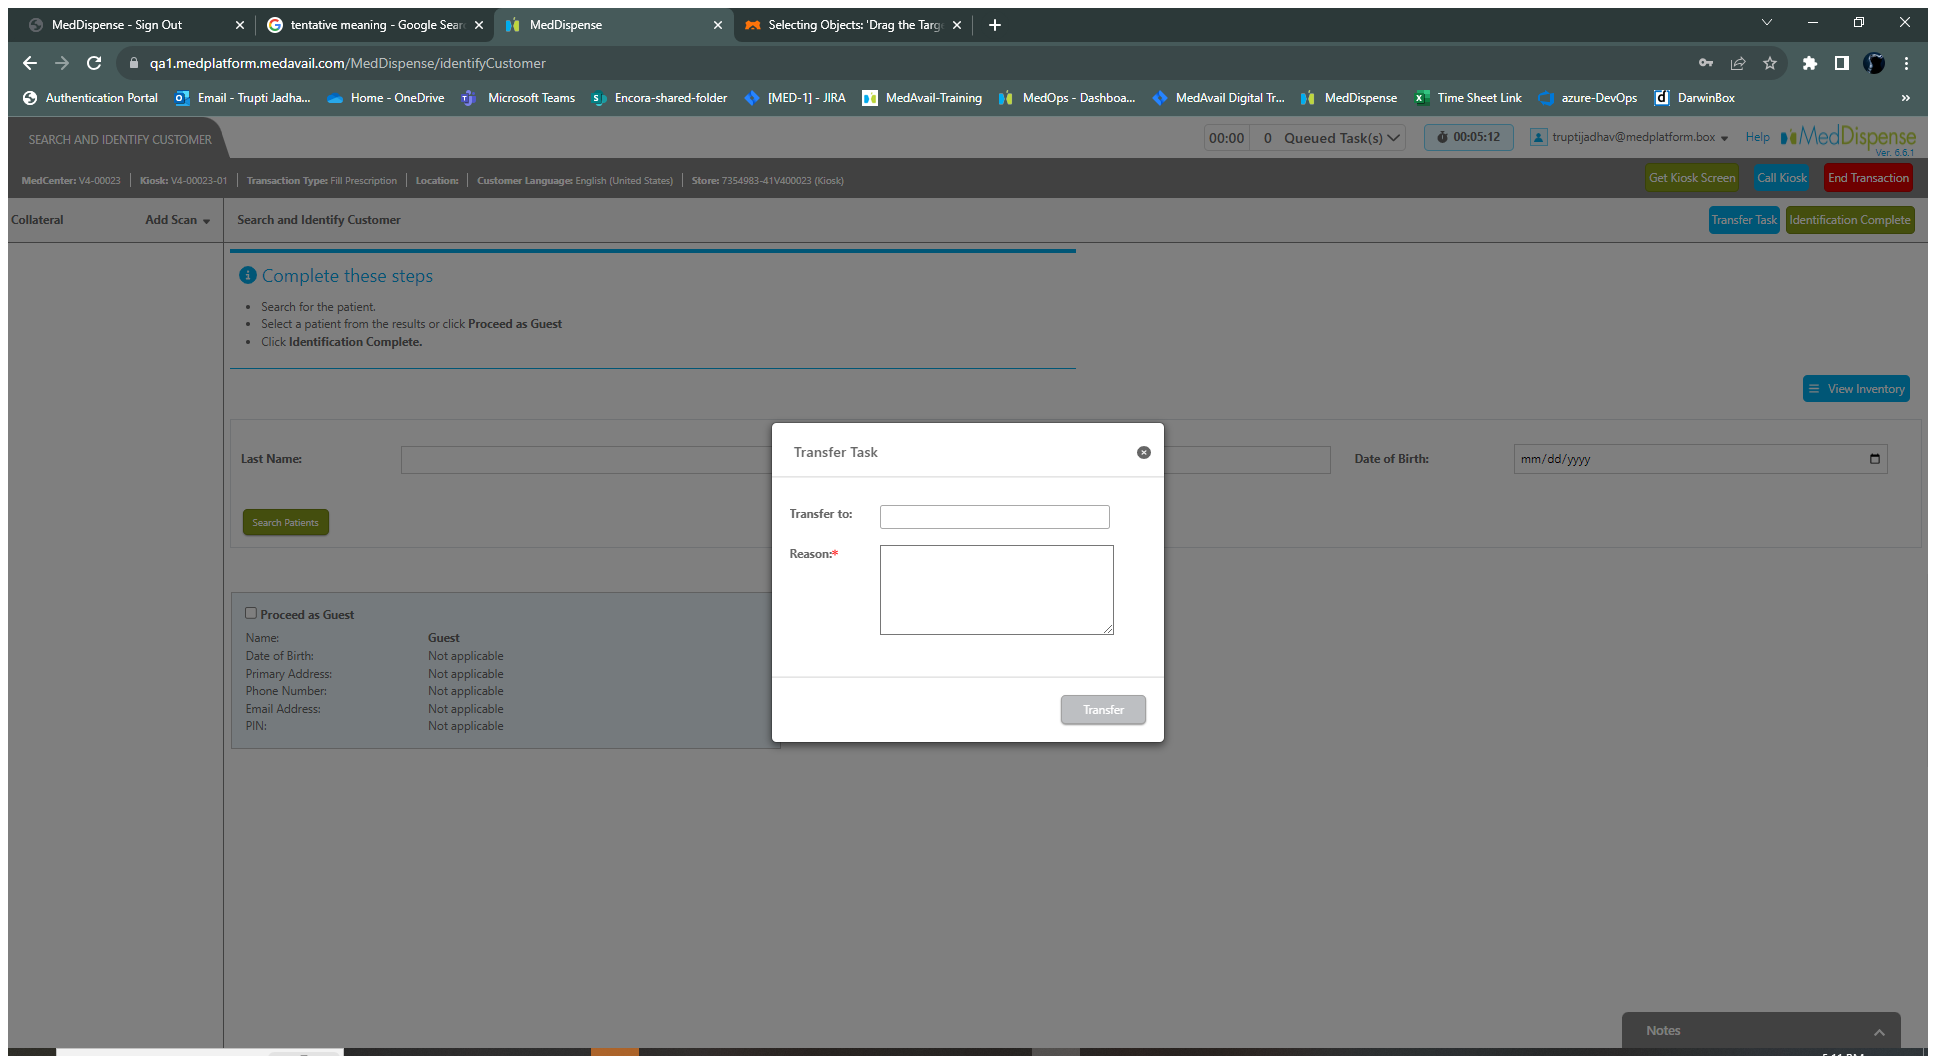 MedDispense - Sign Out
tentative meaning - Google Sear
MedDispense
Selecting Objects: 'Drag the Targ
qa1.medplatform.medavail.com/MedDispense/identifyCustomer
Authentication Portal
Email - Trupti Jadha...
Home - OneDrive
Microsoft Teams
Encora-shared-folder
[MED-1] - JIRA
MedAvail-Training
MedOps - Dashboa...
MedAvail Digital Tr...
MedDispense
Time Sheet Link
azure-DevOps
DarwinBox
SEARCH AND IDENTIFY CUSTOMER
00:00 0 Queued Task(s)
00:05:12
truptijadhav@medplatform.box
Help
MedDispense
Ver. 6.6.1
MedCenter: V4-00023
Kiosk: V4-00023-01
Transaction Type: Fill Prescription
Location:
Customer Language: English (United States)
Store: 7354983-41V400023 (Kiosk)
Get Kiosk Screen
Call Kiosk
End Transaction
Collateral
Add Scan
Search and Identify Customer
Transfer Task
Identification Complete
Complete these steps
• Search for the patient.
• Select a patient from the results or click Proceed as Guest
• Click Identification Complete.
View Inventory
Last Name:
Date of Birth:
mm/dd/yyyy
Search Patients
Transfer Task
Transfer to:
Reason:*
Transfer
Proceed as Guest
Name: Guest
Date of Birth: Not applicable
Primary Address: Not applicable
Phone Number: Not applicable
Email Address: Not applicable
PIN: Not applicable
Notes